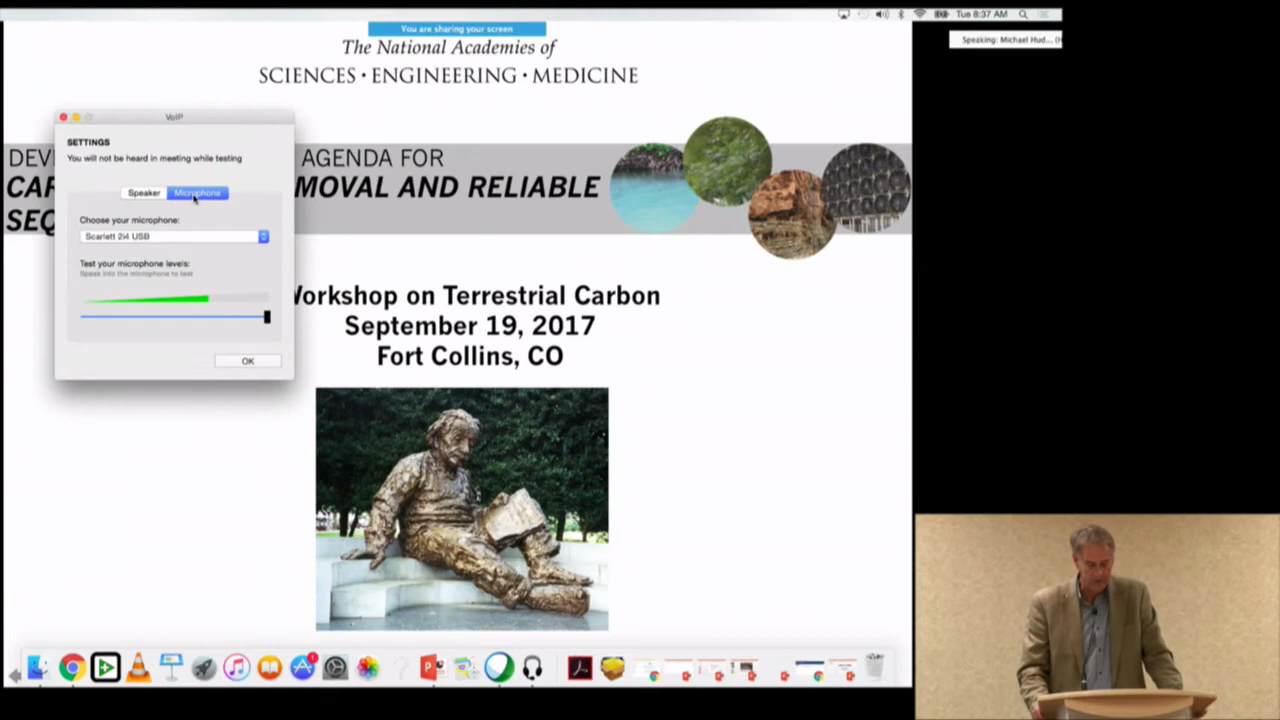 Tue 8:37 AM
You are sharing your screen
Speaking: Michael Hud... (H
The National Academies of
SCIENCES · ENGINEERING · MEDICINE
VoIP
SETTINGS
You will not be heard in meeting while testing
DEV
AGENDA FOR
CAR
MOVAL AND RELIABLE
SEQ
Speaker
Microphone
Choose your microphone:
Scarlett 2i4 USB
Test your microphone levels:
Speak into the microphone to test
OK
Workshop on Terrestrial Carbon
September 19, 2017
Fort Collins, CO